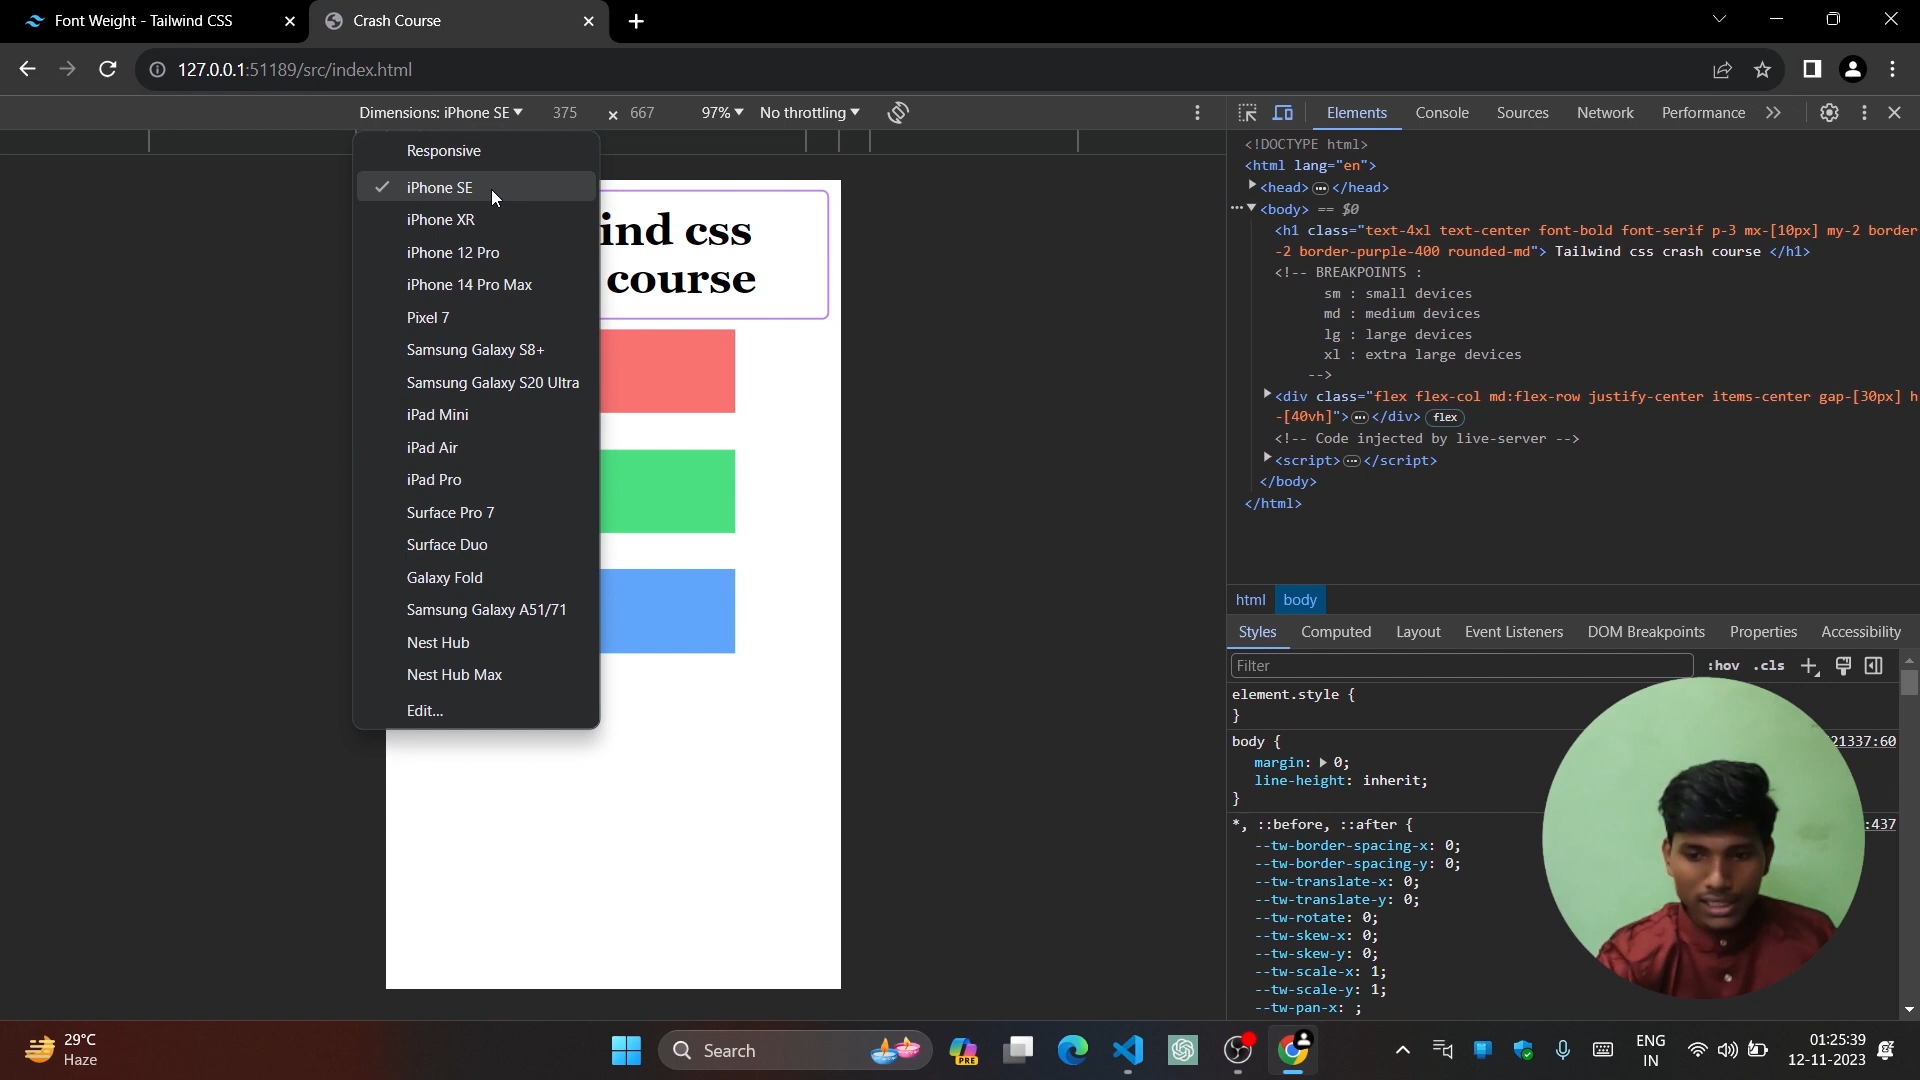 Font Weight - Tailwind CSS
Crash Course
127.0.0.1:51189/src/index.html
Dimensions: iPhone SE 375 x 667 97% No throttling
Responsive
iPhone SE
iPhone XR
iPhone 12 Pro
iPhone 14 Pro Max
Pixel 7
Samsung Galaxy S8+
Samsung Galaxy S20 Ultra
iPad Mini
iPad Air
iPad Pro
Surface Pro 7
Surface Duo
Galaxy Fold
Samsung Galaxy A51/71
Nest Hub
Nest Hub Max
Edit...
ind css
course
Elements Console Sources Network Performance
<!DOCTYPE html>
<html lang="en">
<head> </head>
<body> == $0
<h1 class="text-4xl text-center font-bold font-serif p-3 mx-[10px] my-2 border
-2 border-purple-400 rounded-md"> Tailwind css crash course </h1>
<!-- BREAKPOINTS :
sm : small devices
md : medium devices
lg : large devices
xl : extra large devices
-->
<div class="flex flex-col md:flex-row justify-center items-center gap-[30px] h
-[40vh]"> </div> flex
<!-- Code injected by live-server -->
<script> </script>
</body>
</html>
html body
Styles Computed Layout Event Listeners DOM Breakpoints Properties Accessibility
Filter :hov .cls
element.style {
}
body { 21337:60
margin: 0;
line-height: inherit;
}
*, ::before, ::after { :437
--tw-border-spacing-x: 0;
--tw-border-spacing-y: 0;
--tw-translate-x: 0;
--tw-translate-y: 0;
--tw-rotate: 0;
--tw-skew-x: 0;
--tw-skew-y: 0;
--tw-scale-x: 1;
--tw-scale-y: 1;
--tw-pan-x: ;
29°C
Haze
Search
PRE
ENG
IN
01:25:39
12-11-2023